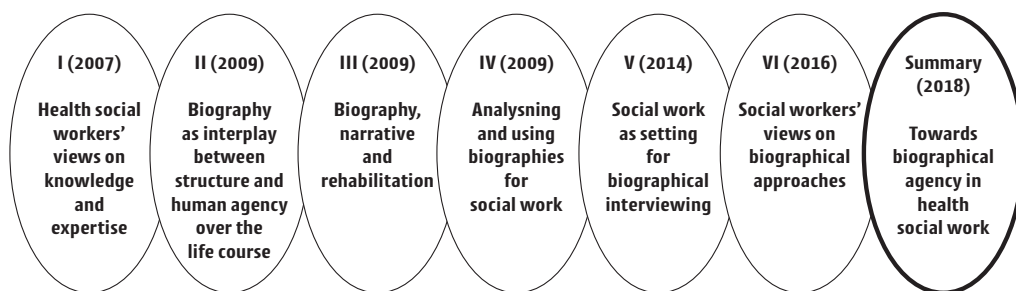 I (2007)
Health social
workers'
views on
knowledge
and
expertise
II (2009)
Biography
as interplay
between
structure and
human agency
over the
life course
III (2009)
Biography,
narrative
and
rehabilitation
IV (2009)
Analysning
and using
biographies
for
social work
V (2014)
Social work
as setting
for
biographical
interviewing
VI (2016)
Social workers'
views on
biographical
approaches
Summary
(2018)
Towards
biographical
agency in
health
social work